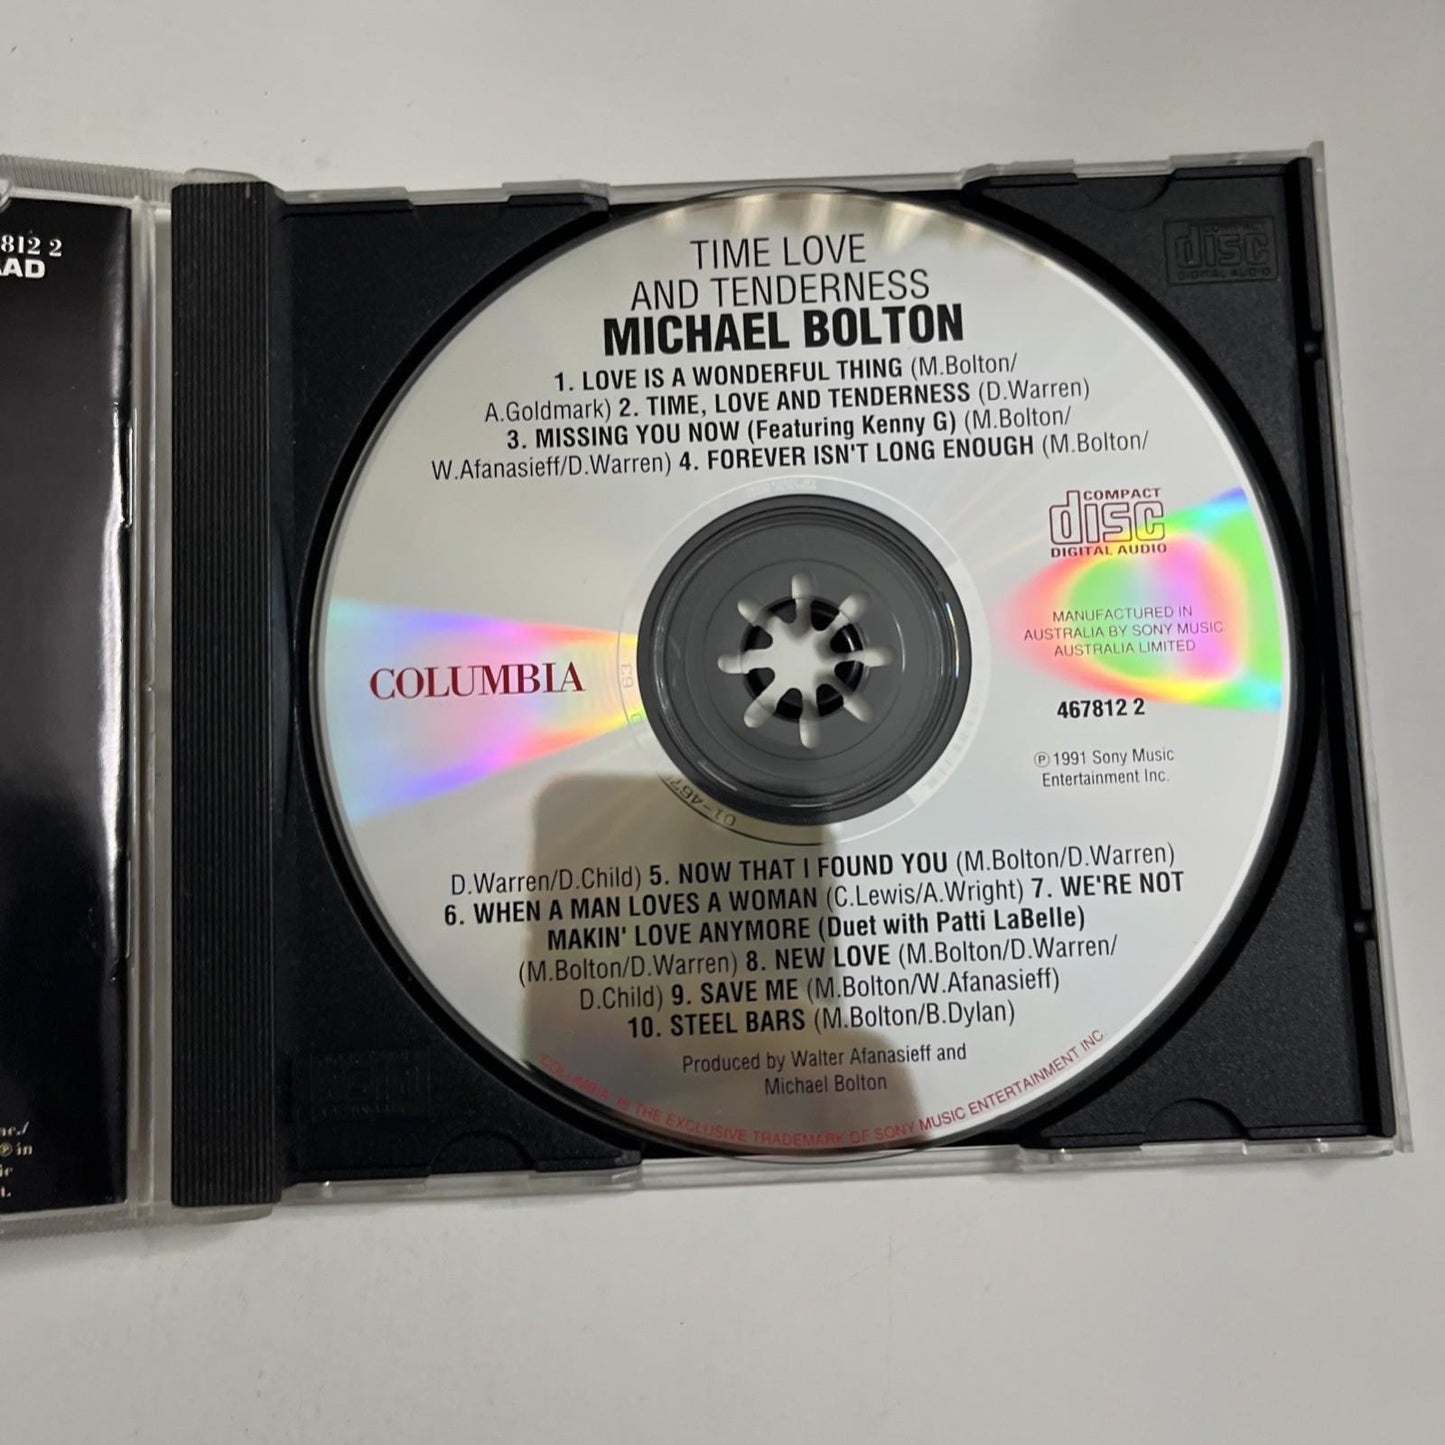 812 2
AAD
TIME LOVE
AND TENDERNESS
MICHAEL BOLTON
1. LOVE IS A WONDERFUL THING (M.Bolton/
A.Goldmark) 2. TIME, LOVE AND TENDERNESS (D.Warren)
3. MISSING YOU NOW (Featuring Kenny G) (M.Bolton/
W.Afanasieff/D.Warren) 4. FOREVER ISN'T LONG ENOUGH (M.Bolton/
COMPACT
disc
DIGITAL AUDIO
MANUFACTURED IN
AUSTRALIA BY SONY MUSIC
AUSTRALIA LIMITED
COLUMBIA
467812 2
℗ 1991 Sony Music
Entertainment Inc.
D.Warren/D.Child) 5. NOW THAT I FOUND YOU (M.Bolton/D.Warren)
6. WHEN A MAN LOVES A WOMAN (C.Lewis/A.Wright) 7. WE'RE NOT
MAKIN' LOVE ANYMORE (Duet with Patti LaBelle)
(M.Bolton/D.Warren) 8. NEW LOVE (M.Bolton/D.Warren/
D.Child) 9. SAVE ME (M.Bolton/W.Afanasieff)
10. STEEL BARS (M.Bolton/B.Dylan)
Produced by Walter Afanasieff and
Michael Bolton
COLUMBIA IS THE EXCLUSIVE TRADEMARK OF SONY MUSIC ENTERTAINMENT INC.
COMPACT
disc
DIGITAL AUDIO
℗ in